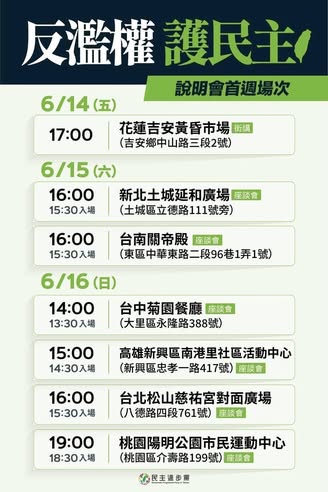 反濫權 護民主
說明會首週場次
6/14(五)
17:00
花蓮吉安黃昏市場 街講
(吉安鄉中山路三段2號)
6/15(六)
16:00
15:30入場
新北土城延和廣場 座談會
(土城區立德路111號旁)
16:00
15:30入場
台南關帝殿 座談會
(東區中華東路二段96巷1弄1號)
6/16(日)
14:00
13:30入場
台中菊園餐廳 座談會
(大里區永隆路388號)
15:00
14:30入場
高雄新興區南港里社區活動中心
(新興區忠孝一路417號) 座談會
16:00
15:30入場
台北松山慈祐宮對面廣場
(八德路四段761號) 座談會
19:00
18:30入場
桃園陽明公園市民運動中心
(桃園區介壽路199號) 座談會
民主進步黨